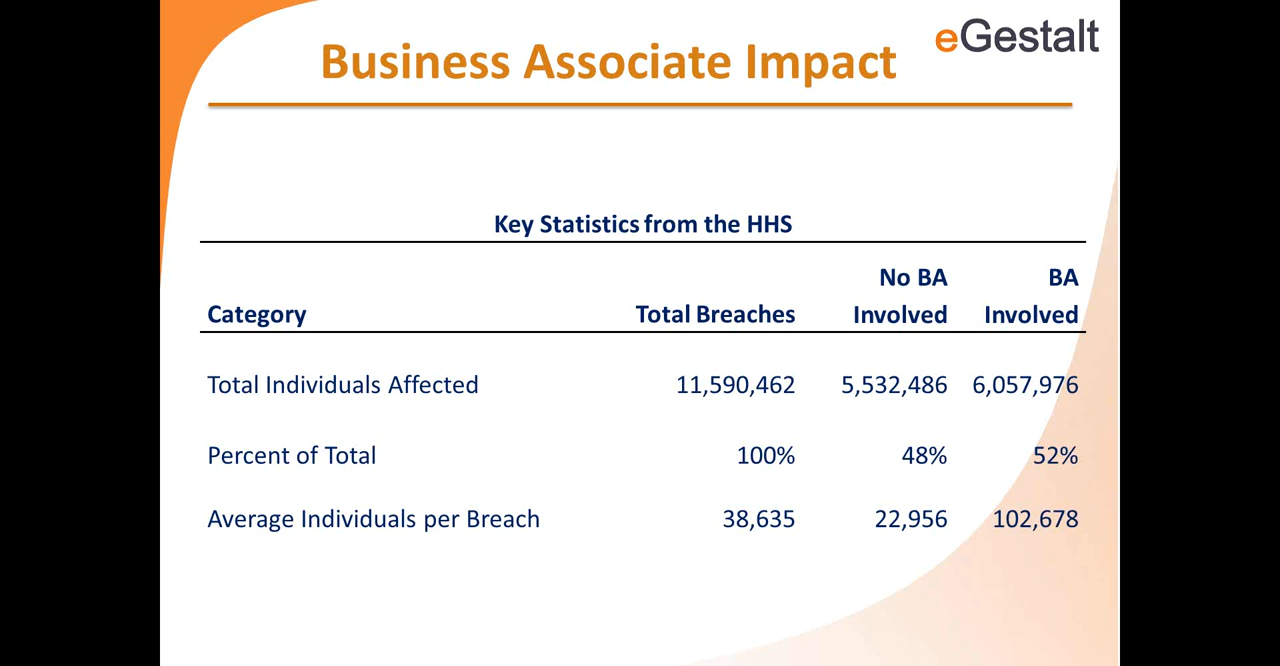 eGestalt
Business Associate Impact
Key Statistics from the HHS
Category Total Breaches No BA Involved BA Involved
Total Individuals Affected 11,590,462 5,532,486 6,057,976
Percent of Total 100% 48% 52%
Average Individuals per Breach 38,635 22,956 102,678